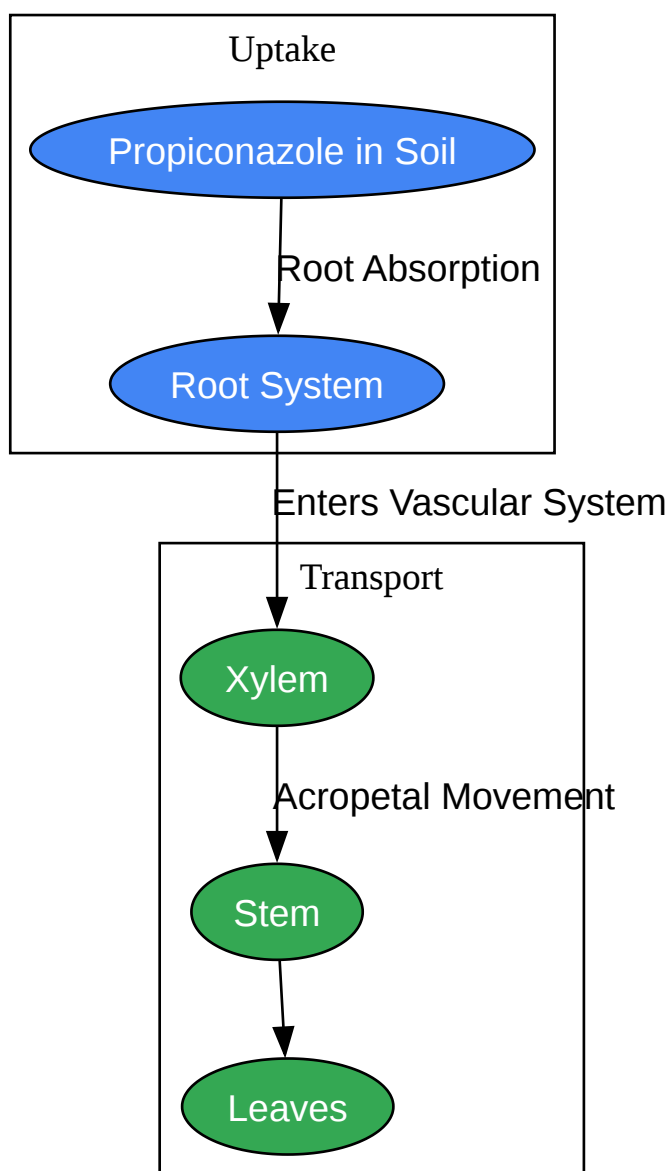 Uptake
Propiconazole in Soil
Root Absorption
Root System
Enters Vascular System
Transport
Xylem
Acropetal Movement
Stem
Leaves